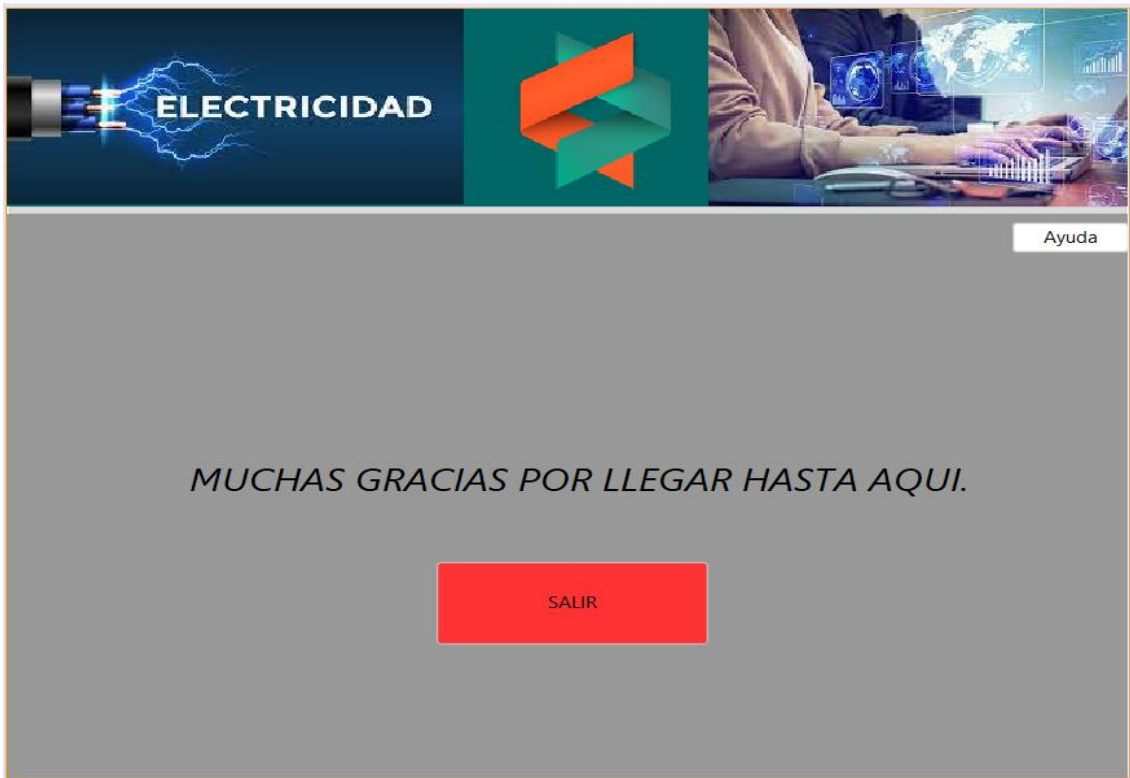 ELECTRICIDAD
Ayuda
MUCHAS GRACIAS POR LLEGAR HASTA AQUI.
SALIR